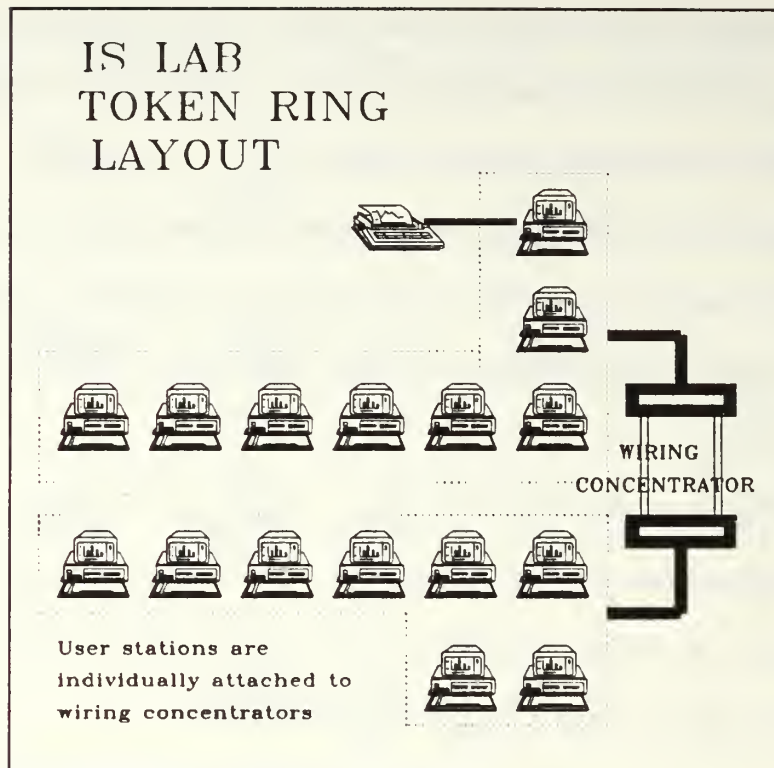 IS LAB
TOKEN RING
LAYOUT
WIRING
CONCENTRATOR
User stations are
individually attached to
wiring concentrators